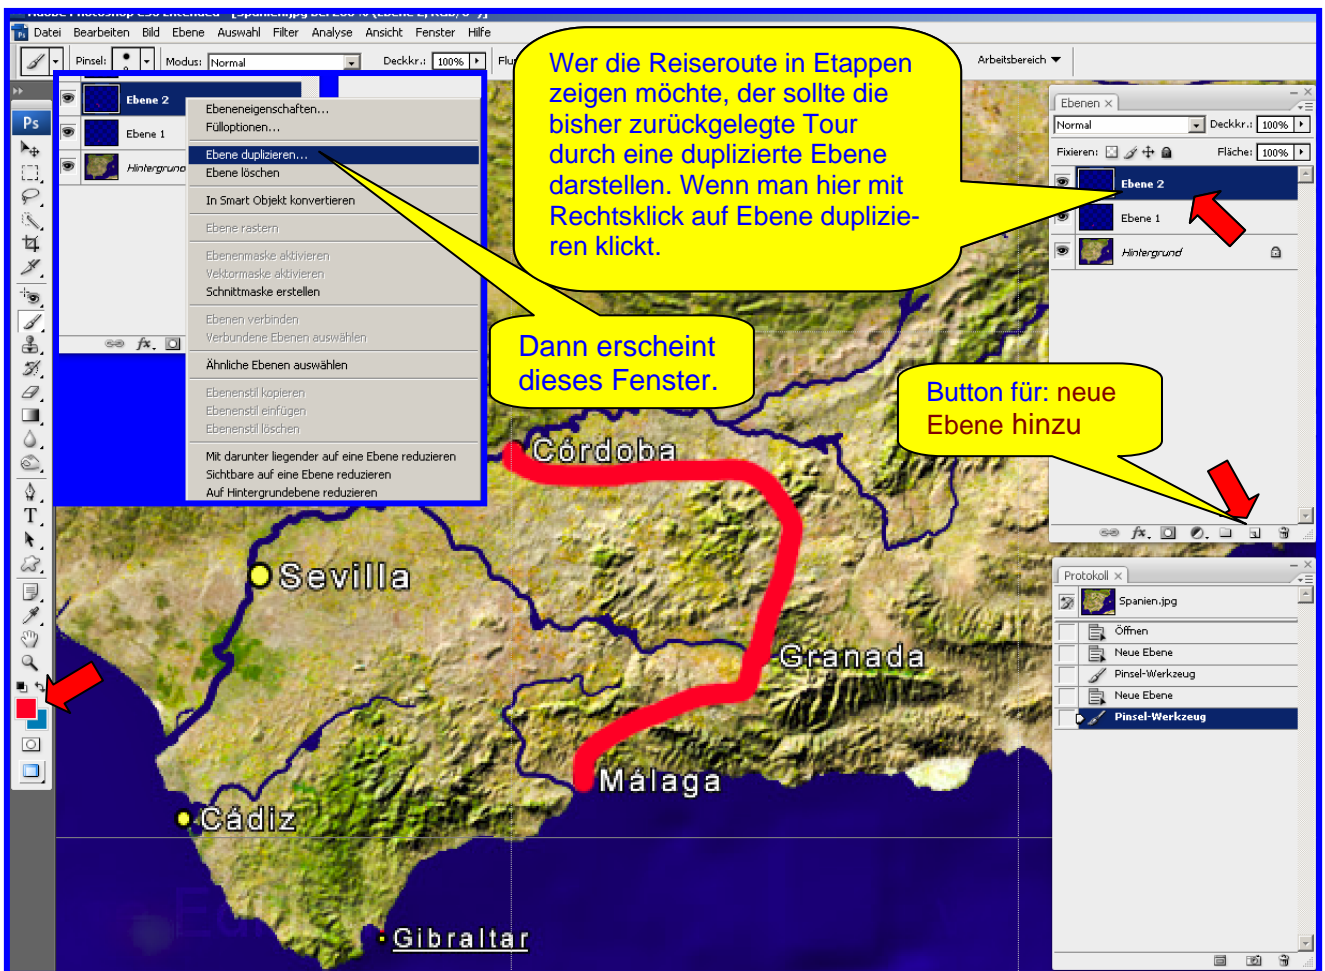 Datei Bearbeiten Bild Ebene Auswahl Filter Analyse Ansicht Fenster Hilfe
Pinsel: Modus: Normal Deckkr.: 100% Arbeitsbereich
Wer die Reiseroute in Etappen
zeigen möchte, der sollte die
bisher zurückgelegte Tour
durch eine duplizierte Ebene
darstellen. Wenn man hier mit
Rechtsklick auf Ebene duplizie-
ren klickt.
Ebene 2
Ebene 1
Hintergrund
Ebeneneigenschaften...
Fülloptionen...
Ebene duplizieren...
Ebene löschen
In Smart Objekt konvertieren
Ebene rastern
Ebenenmaske aktivieren
Vektormaske aktivieren
Schnittmaske erstellen
Ebenen verbinden
Verbundene Ebenen auswählen
Ähnliche Ebenen auswählen
Ebenenstil kopieren
Ebenenstil einfügen
Ebenenstil löschen
Mit darunter liegender auf eine Ebene reduzieren
Sichtbare auf eine Ebene reduzieren
Auf Hintergrundebene reduzieren
Dann erscheint
dieses Fenster.
Button für: neue
Ebene hinzu
Ps
T
fx.
Ebenen ×
Normal Deckkr.: 100%
Fixieren: Fläche: 100%
Ebene 2
Ebene 1
Hintergrund
fx.
Protokoll ×
Spanien.jpg
Öffnen
Neue Ebene
Pinsel-Werkzeug
Neue Ebene
Pinsel-Werkzeug
Córdoba
Sevilla
Granada
Málaga
Cádiz
Gibraltar